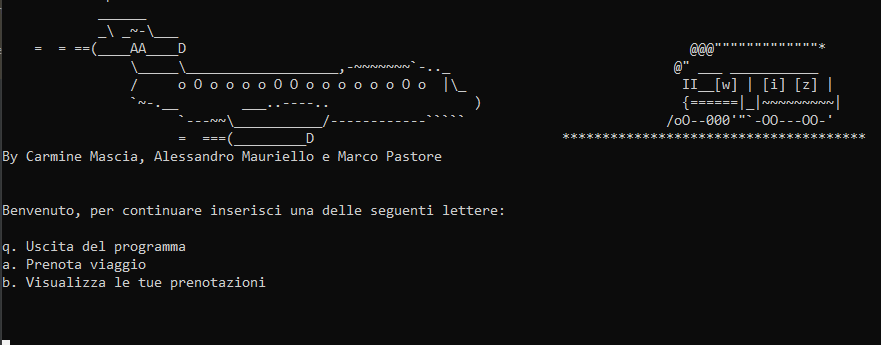 By Carmine Mascia, Alessandro Mauriello e Marco Pastore
Benvenuto, per continuare inserisci una delle seguenti lettere:
q. Uscita del programma
a. Prenota viaggio
b. Visualizza le tue prenotazioni